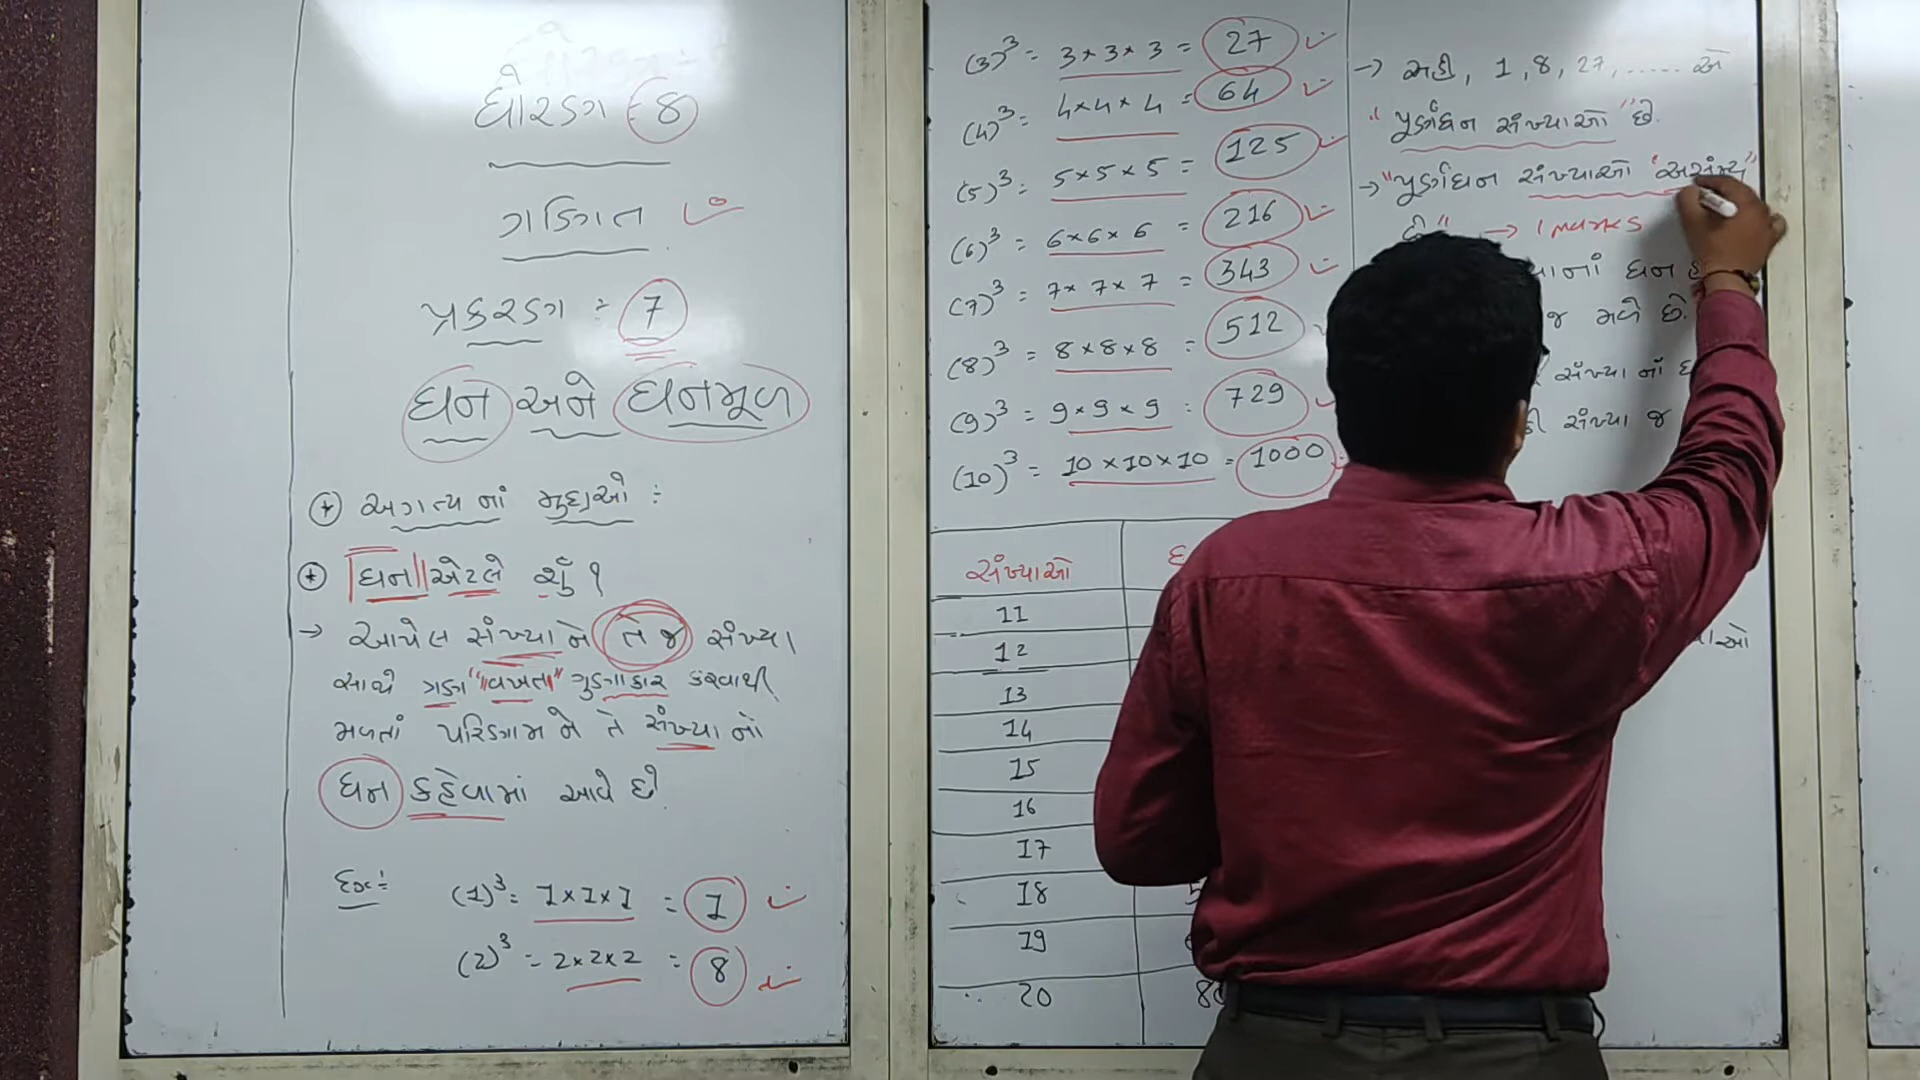 ધોરણ : 8
ગણિત
પ્રકરણ : 7
ઘન અને ઘનમૂળ
* અગત્ય નાં મુદ્દાઓ :
* ઘન એટલે શું ?
→ આપેલ સંખ્યા ને તે જ સંખ્યા
સાથે ત્રણ "વખત" ગુણાકાર કરવાથી
મળતાં પરિણામ ને તે સંખ્યા નો
ઘન કહેવામાં આવે છે.
Ex:
(1)³ = 1×1×1 = 1
(2)³ = 2×2×2 = 8
(3)³ = 3×3×3 = 27
(4)³ = 4×4×4 = 64
(5)³ = 5×5×5 = 125
(6)³ = 6×6×6 = 216
(7)³ = 7×7×7 = 343
(8)³ = 8×8×8 = 512
(9)³ = 9×9×9 = 729
(10)³ = 10×10×10 = 1000
સંખ્યાઓ
11
12
13
14
15
16
17
18
19
20
→ અહીં, 1, 8, 27, ..... એ
"પૂર્ણઘન સંખ્યાઓ" છે.
→ "પૂર્ણઘન સંખ્યાઓ "અસંખ્ય"
છે" → 1 marks
ઘન
જ મળે છે.
સંખ્યા નાં
સંખ્યા જ